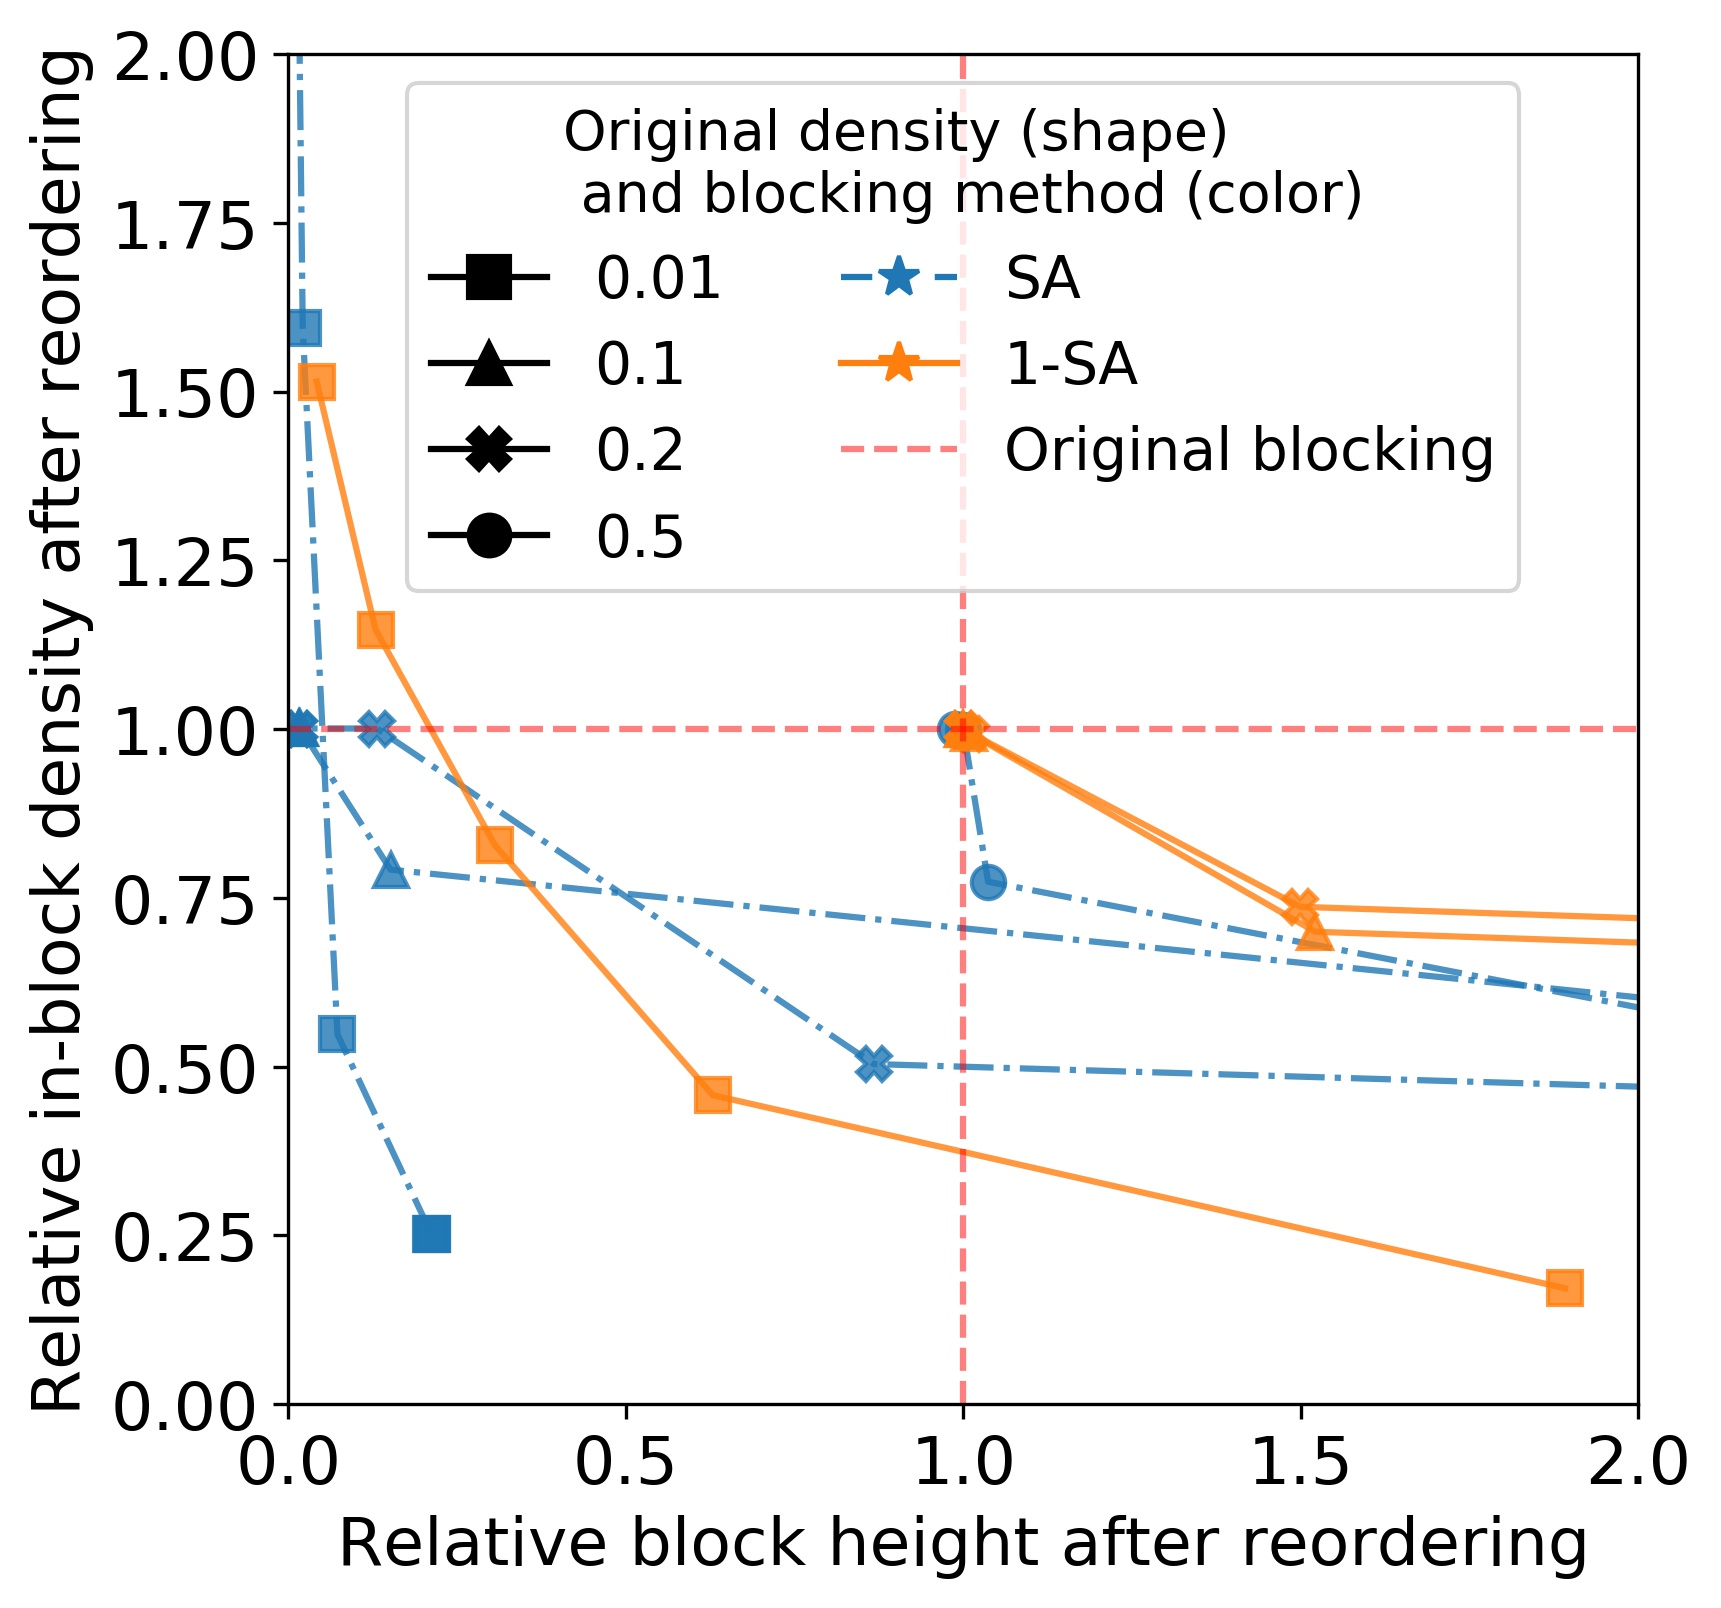 Relative in-block density after reordering
2.00
1.75
1.50
1.25
1.00
0.75
0.50
0.25
0.00
Original density (shape)
and blocking method (color)
0.01
0.1
0.2
0.5
SA
1-SA
Original blocking
0.0
0.5
1.0
1.5
2.0
Relative block height after reordering